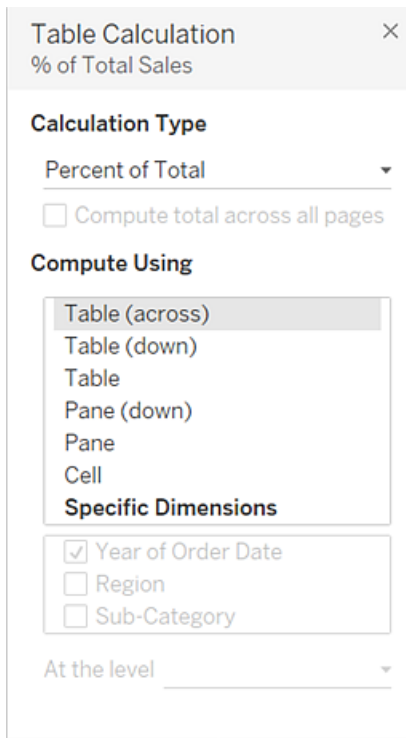 Table Calculation
% of Total Sales
Calculation Type
Percent of Total
Compute total across all pages
Compute Using
Table (across)
Table (down)
Table
Pane (down)
Pane
Cell
Specific Dimensions
Year of Order Date
Region
Sub-Category
At the level